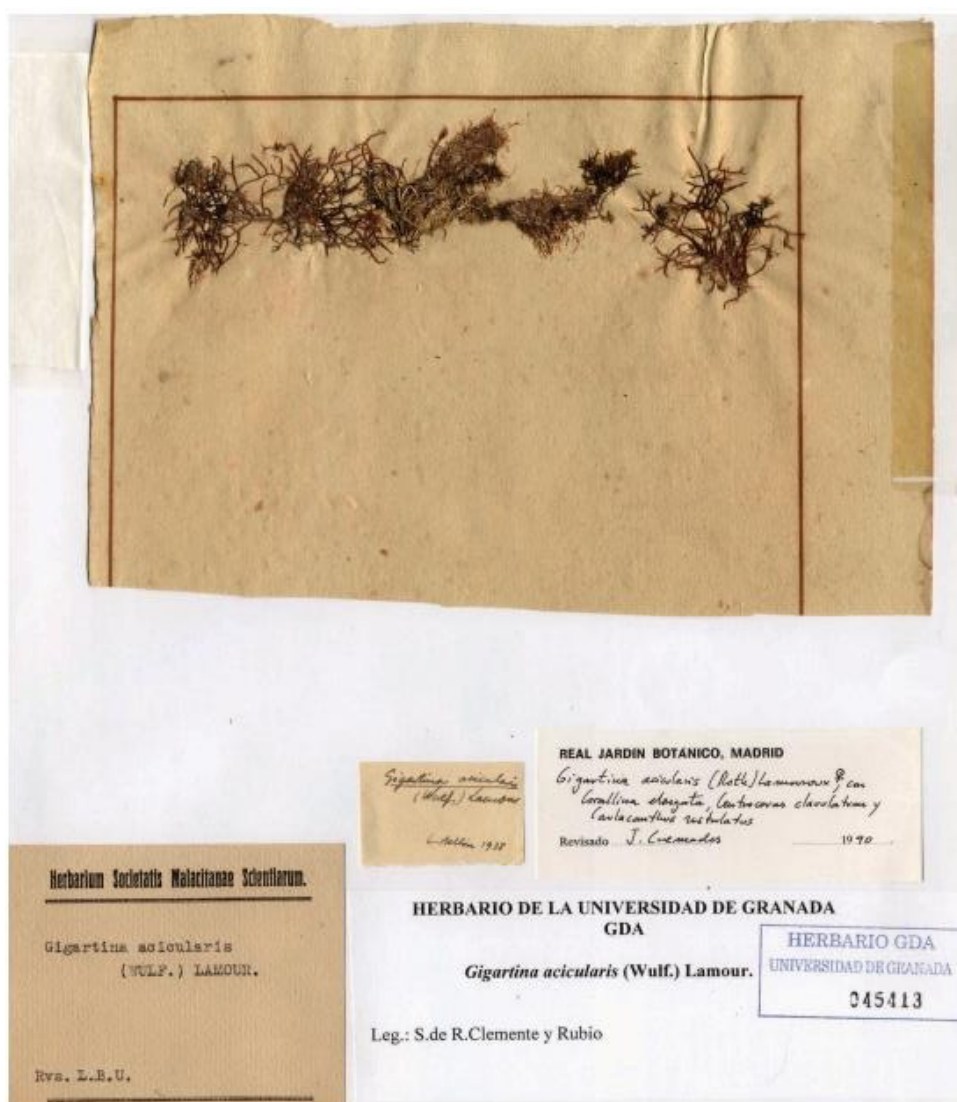 Gigartina acicularis
(Wulf.) Lamour
1938
REAL JARDIN BOTANICO, MADRID
Gigartina acicularis (Roth) Lamouroux ♀, con
Corallina elongata, Centroceras clavulatum y
Caulacanthus ustulatus
Revisado J. Cremades 1990
Herbarium Societatis Malacitanae Scientiarum.
Gigartina acicularis
(WULF.) LAMOUR.
Rvs. L.B.U.
HERBARIO DE LA UNIVERSIDAD DE GRANADA
GDA
Gigartina acicularis (Wulf.) Lamour.
Leg.: S.de R.Clemente y Rubio
HERBARIO GDA
UNIVERSIDAD DE GRANADA
045413